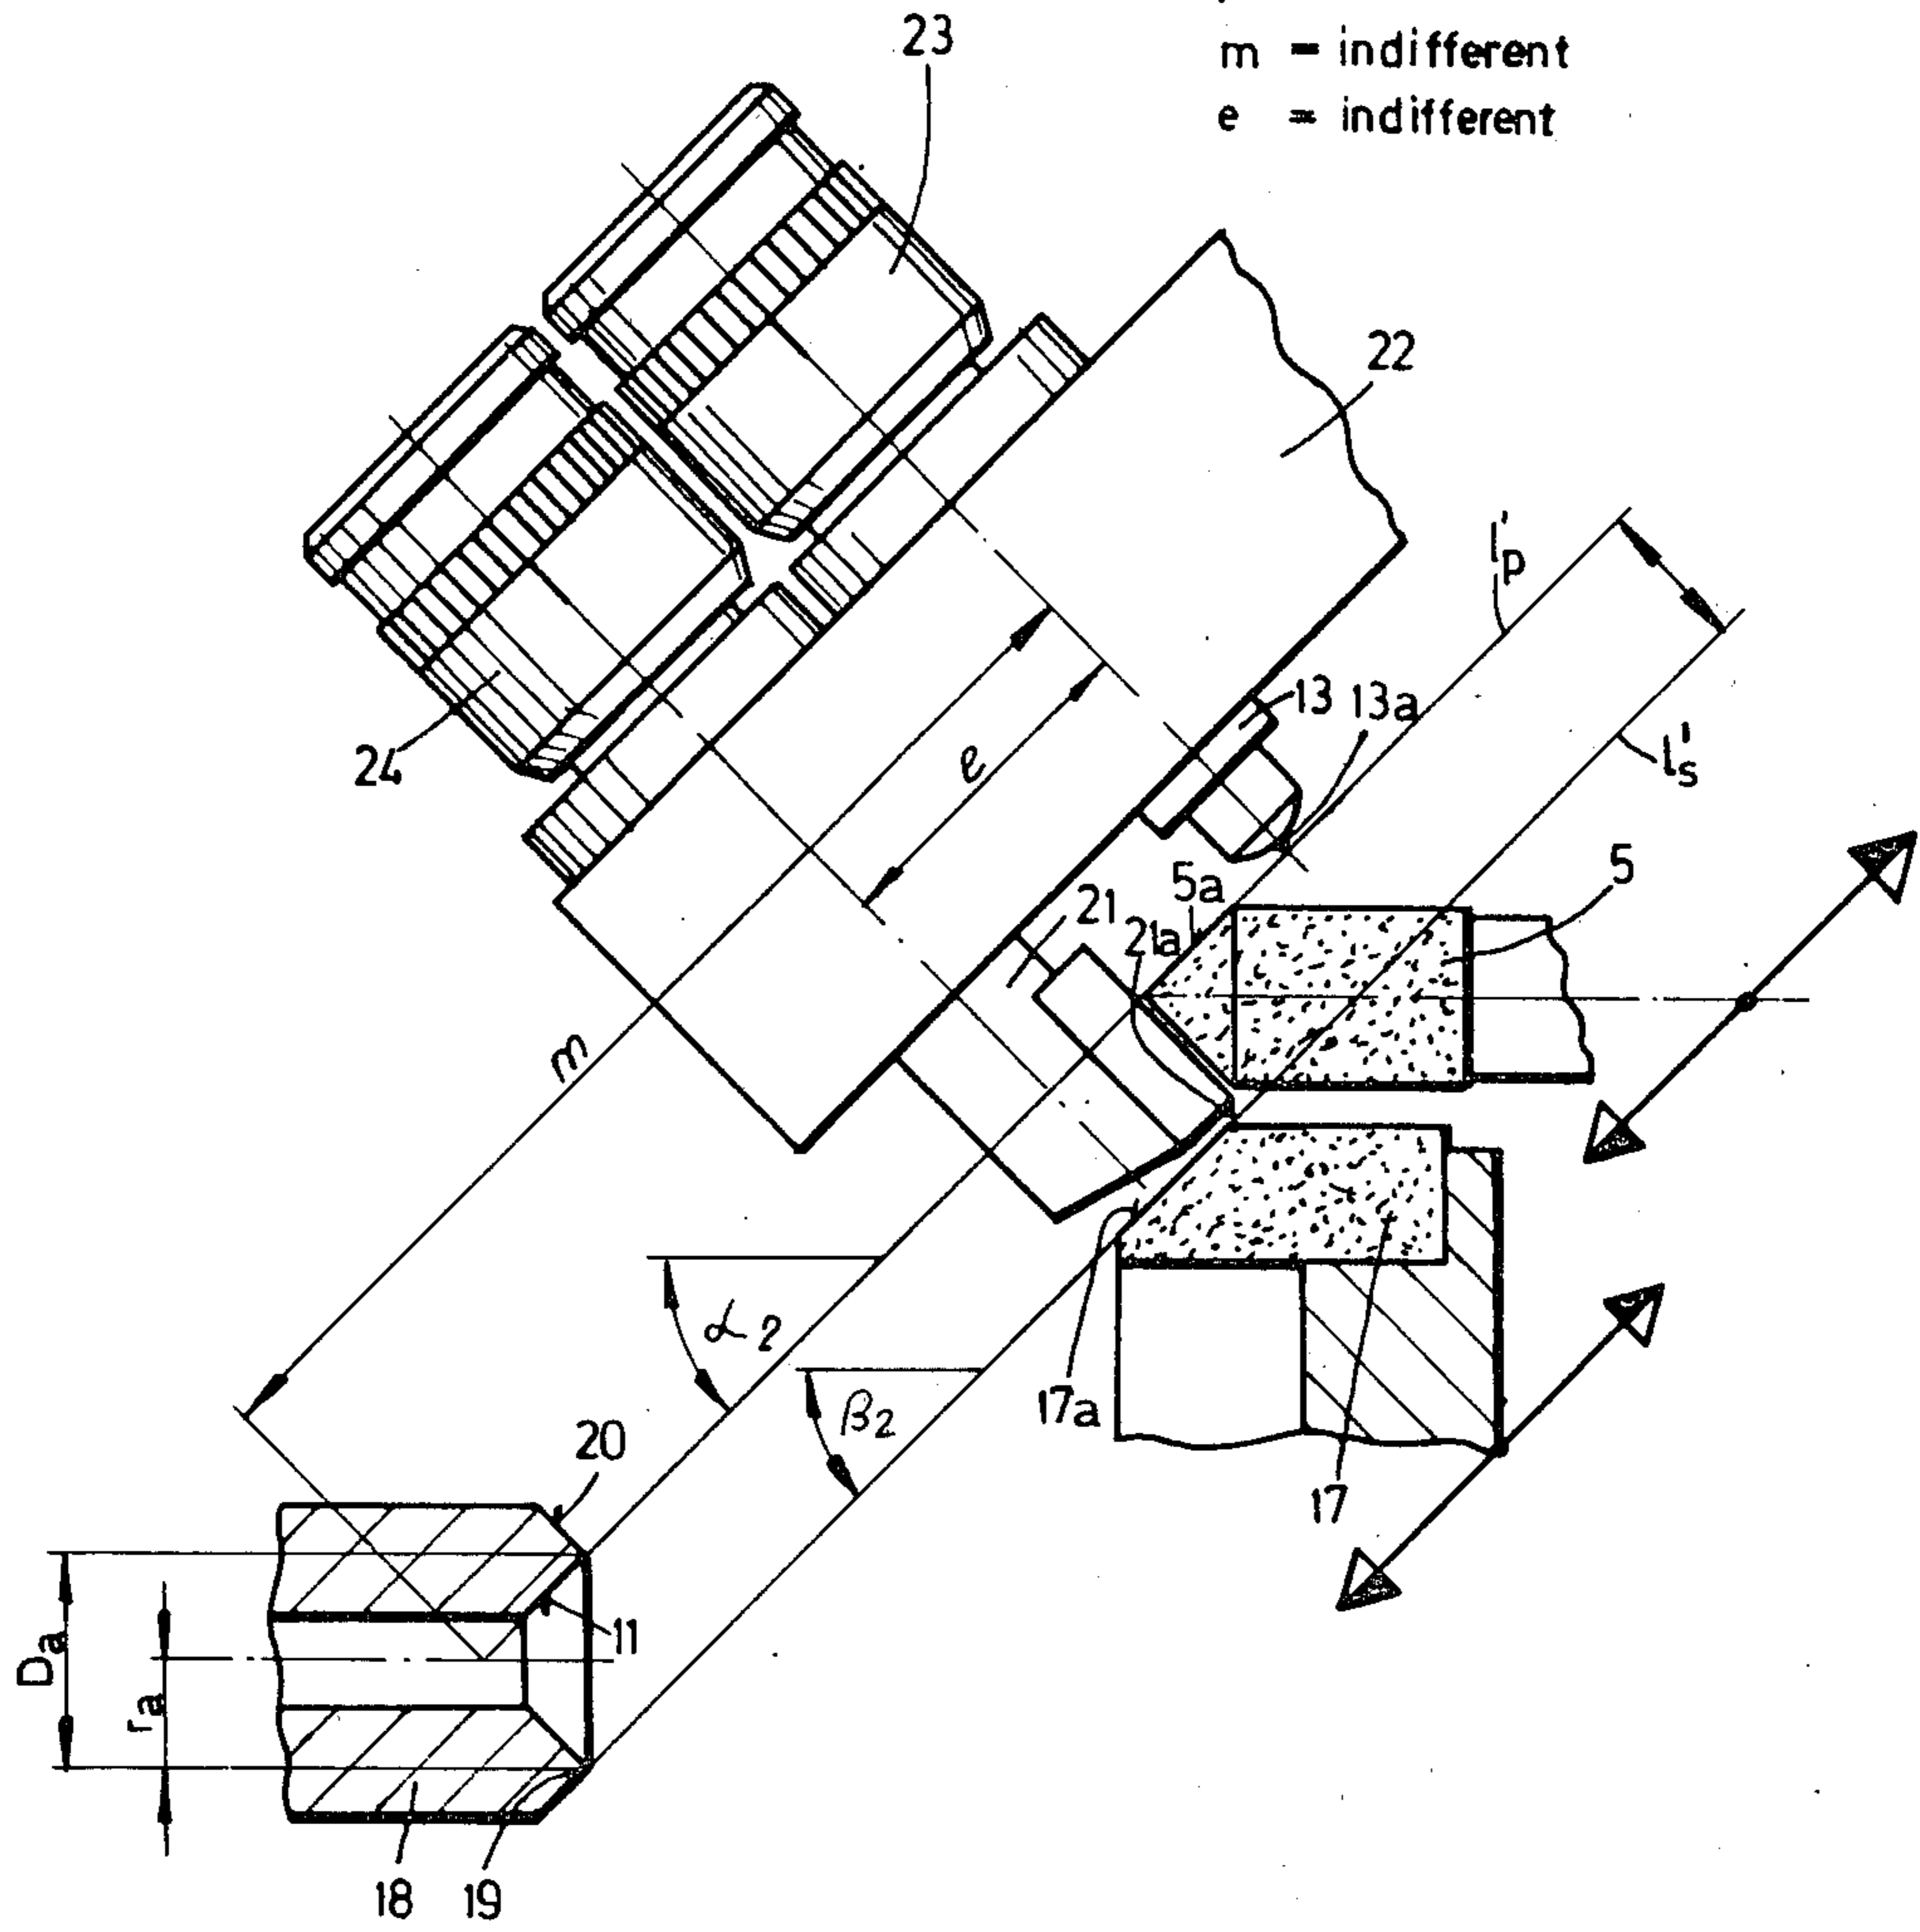 23
m = indifferent
e = indifferent
22
l'p
13
13a
l's
24
e
5a
5
21
21a
m
α2
β2
17a
20
17
11
Da
ra
18
19